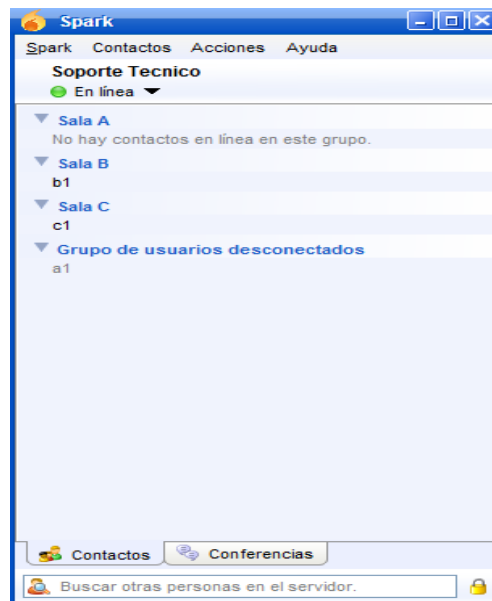 Spark
Spark Contactos Acciones Ayuda
Soporte Tecnico
En línea
Sala A
No hay contactos en línea en este grupo.
Sala B
b1
Sala C
c1
Grupo de usuarios desconectados
a1
Contactos Conferencias
Buscar otras personas en el servidor.